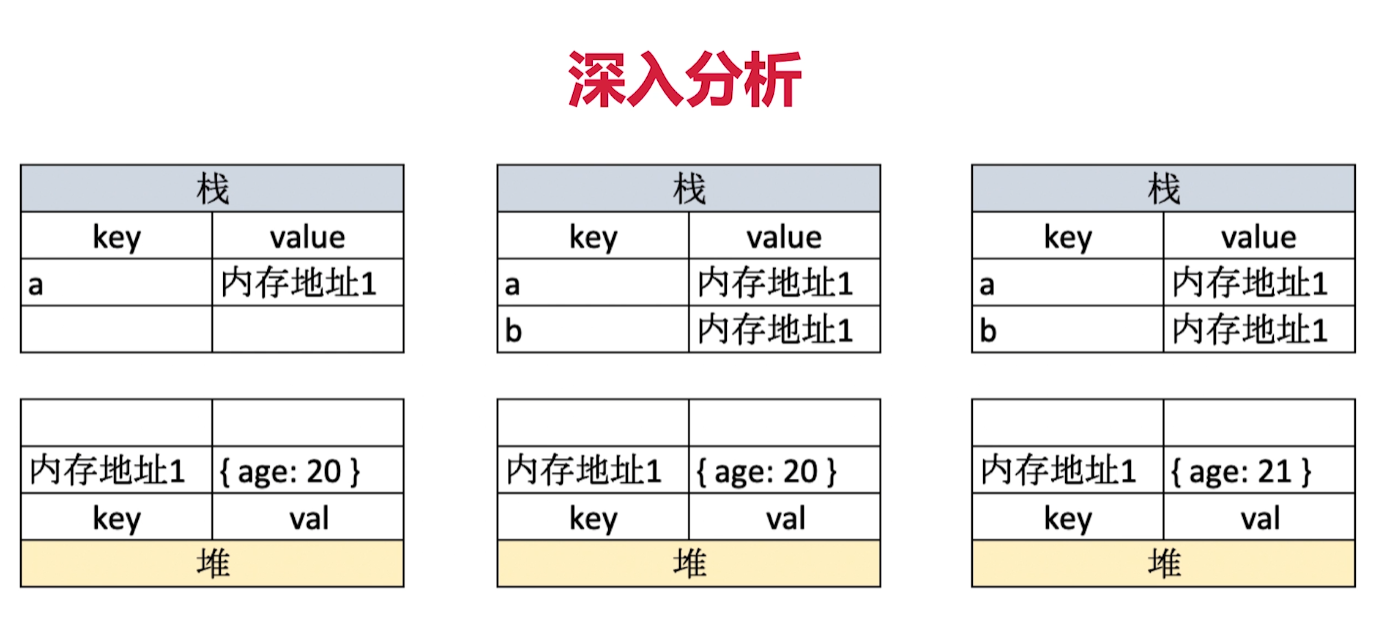 深入分析
栈
key value
a 内存地址1
栈
key value
a 内存地址1
b 内存地址1
栈
key value
a 内存地址1
b 内存地址1
内存地址1 { age: 20 }
key val
堆
内存地址1 { age: 20 }
key val
堆
内存地址1 { age: 21 }
key val
堆